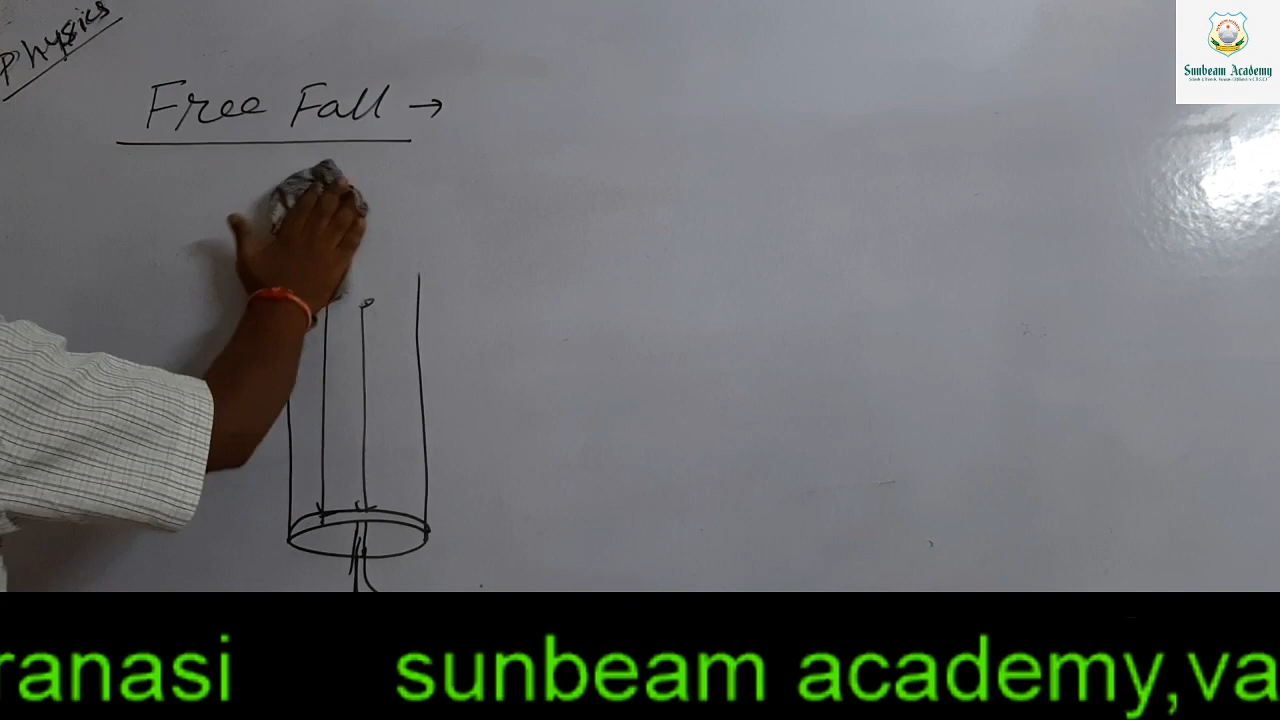 Physics
Free Fall →
Sunbeam Academy
ranasi sunbeam academy,va